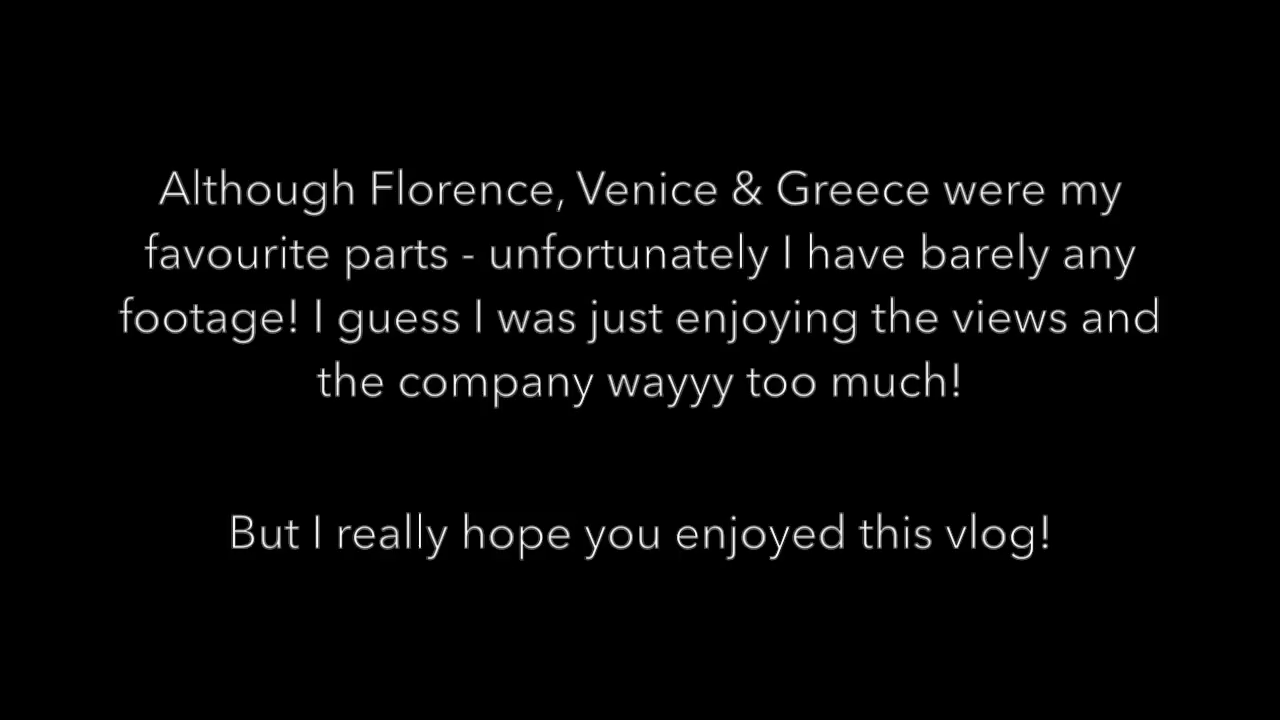 Although Florence, Venice & Greece were my
favourite parts - unfortunately I have barely any
footage! I guess I was just enjoying the views and
the company wayyy too much!
But I really hope you enjoyed this vlog!